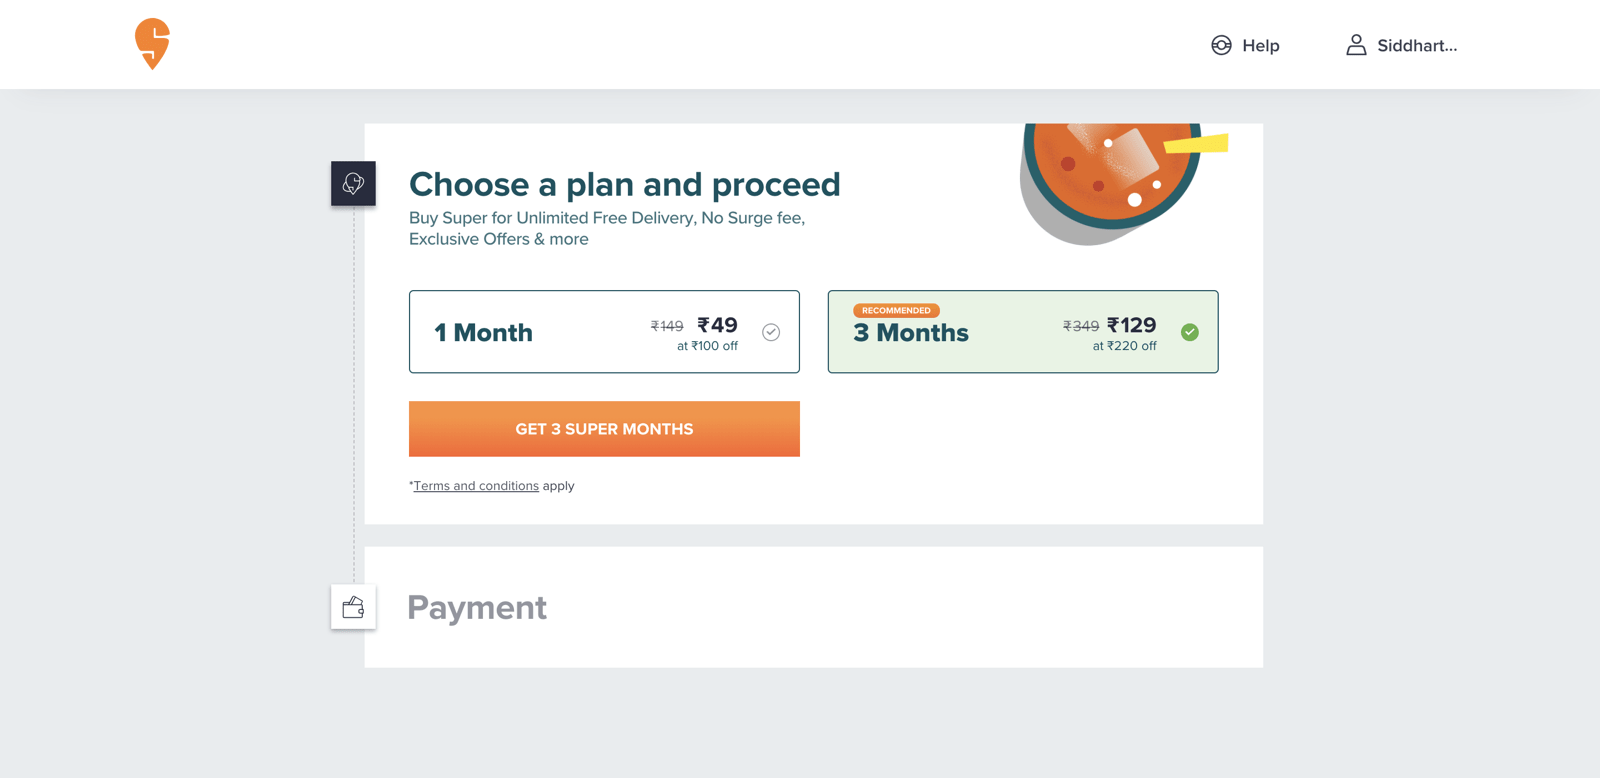 Help
Siddhart...
Choose a plan and proceed
Buy Super for Unlimited Free Delivery, No Surge fee,
Exclusive Offers & more
1 Month
₹149 ₹49
at ₹100 off
RECOMMENDED
3 Months
₹349 ₹129
at ₹220 off
GET 3 SUPER MONTHS
*Terms and conditions apply
Payment